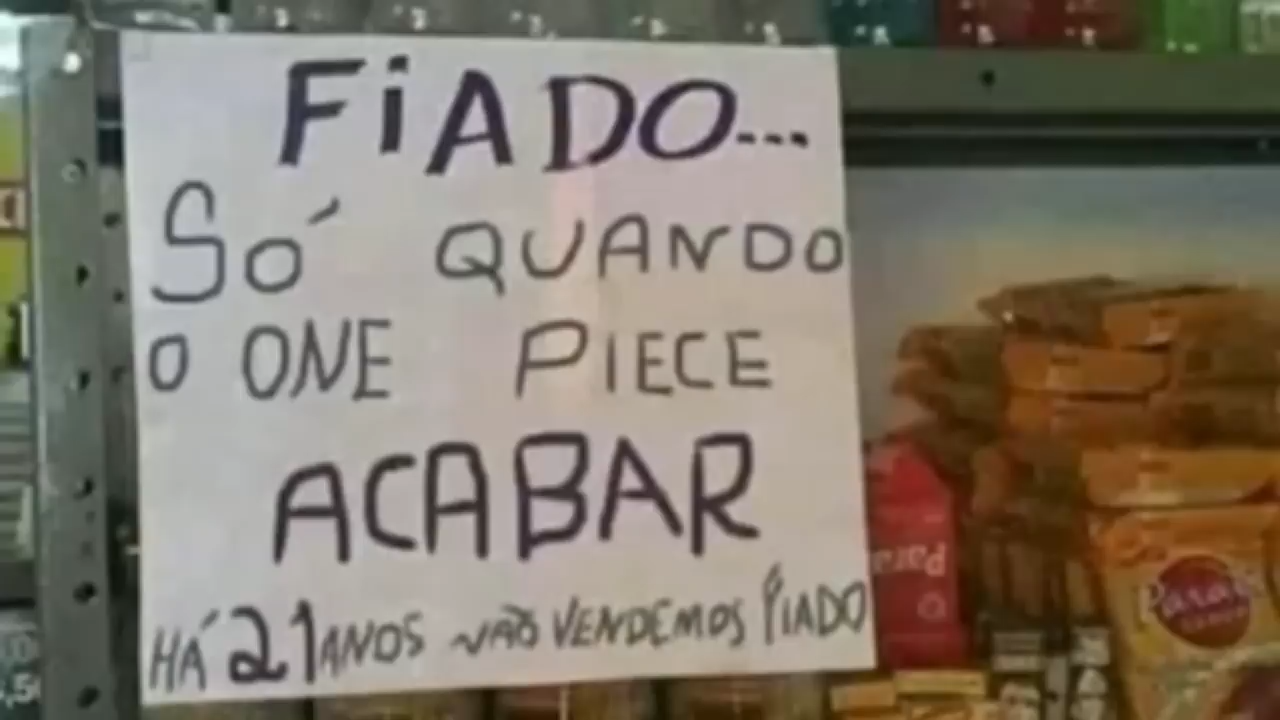 FiADO...
Só QUANDO
O ONE PIECE
ACABAR
HÁ 21 ANOS NÃO VENDEMOS FIADO